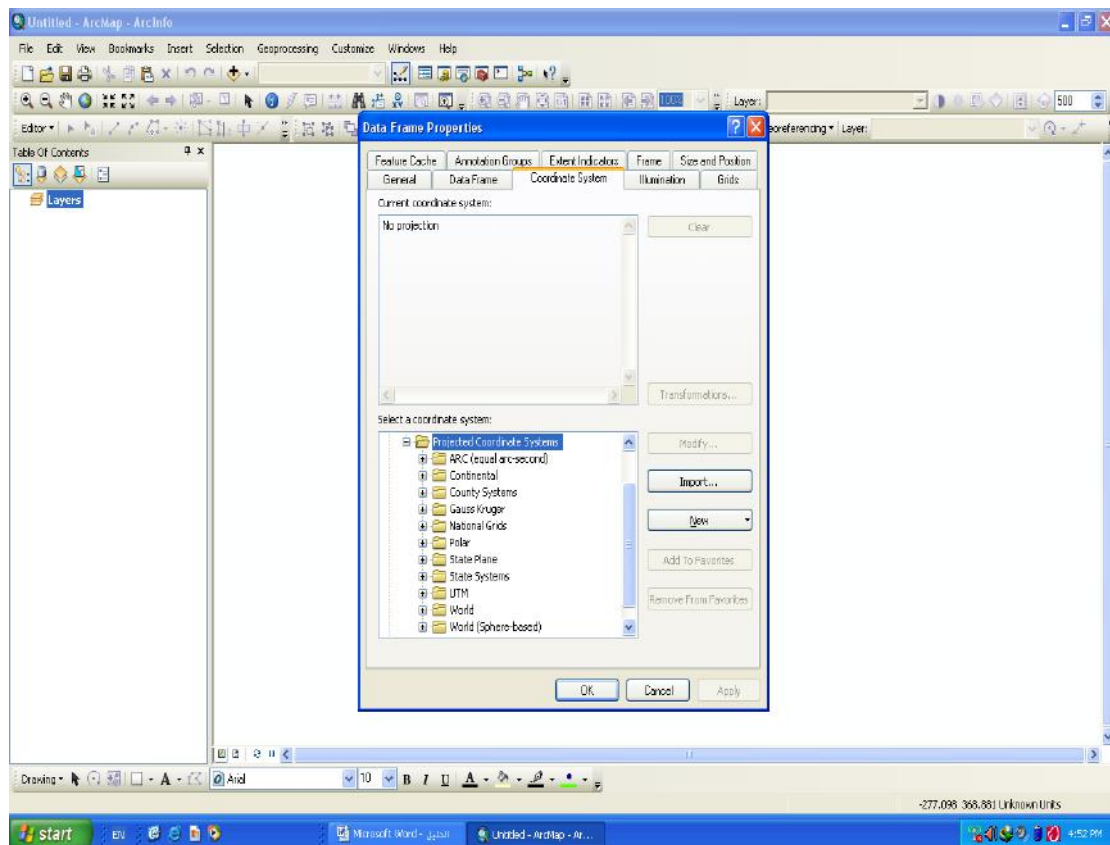 Untitled - ArcMap - ArcInfo
File Edit View Bookmarks Insert Selection Geoprocessing Customize Windows Help
100% Layer: 500
Editor Georeferencing Layer:
Table Of Contents
Layers
Data Frame Properties
Feature Cache Annotation Groups Extent Indicators Frame Size and Position
General Data Frame Coordinate System Illumination Grids
Current coordinate system:
No projection
Clear
Transformations...
Select a coordinate system:
Projected Coordinate Systems
ARC (equal arc-second)
Continental
County Systems
Gauss Kruger
National Grids
Polar
State Plane
State Systems
UTM
World
World (Sphere-based)
Modify...
Import...
New
Add To Favorites
Remove From Favorites
OK Cancel Apply
Drawing A Arial 10 B I U A
-277.098 368.881 Unknown Units
start EN Microsoft Word - الدليل Untitled - ArcMap - Ar... 4:52 PM